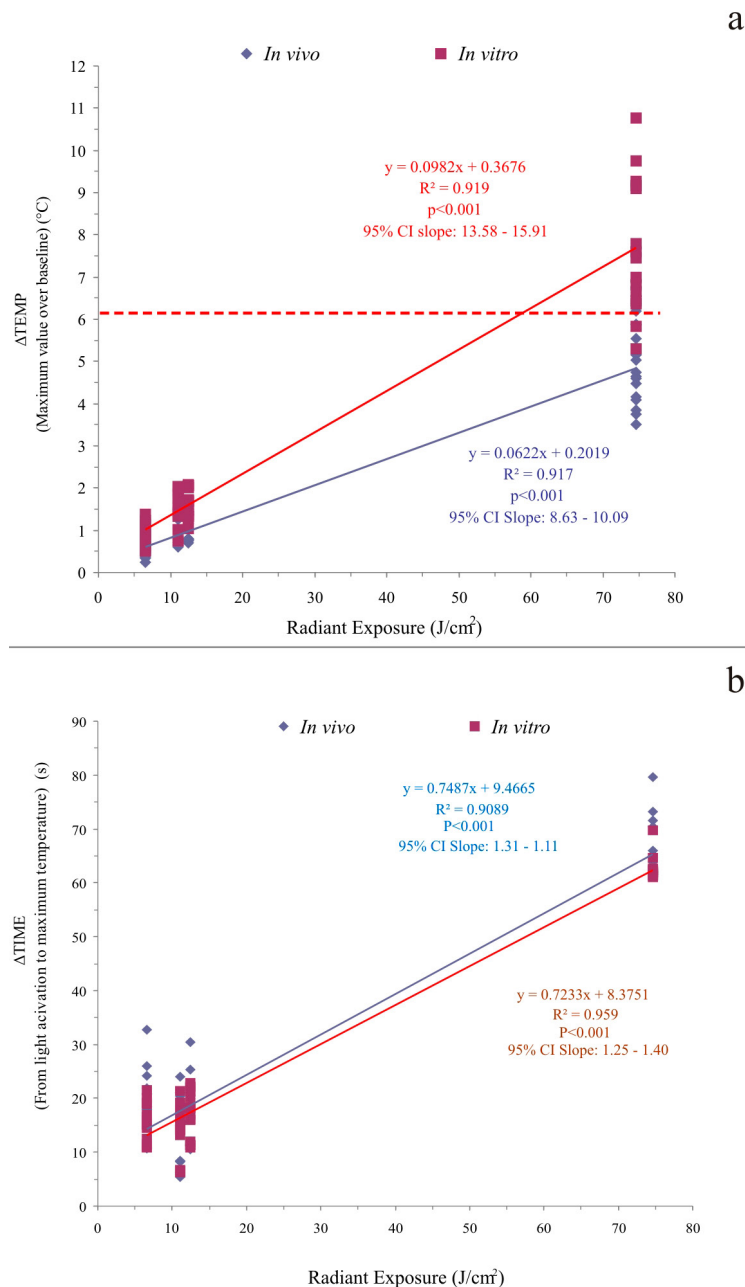 a
In vivo
In vitro
12
11
10
9
8
7
6
5
4
3
2
1
0
ΔTEMP
(Maximum value over baseline) (°C)
y = 0.0982x + 0.3676
R² = 0.919
p<0.001
95% CI slope: 13.58 - 15.91
y = 0.0622x + 0.2019
R² = 0.917
p<0.001
95% CI Slope: 8.63 - 10.09
0 10 20 30 40 50 60 70 80
Radiant Exposure (J/cm²)
b
In vivo
In vitro
90
80
70
60
50
40
30
20
10
0
ΔTIME
(From light acivation to maximum temperature) (s)
y = 0.7487x + 9.4665
R² = 0.9089
P<0.001
95% CI Slope: 1.31 - 1.11
y = 0.7233x + 8.3751
R² = 0.959
P<0.001
95% CI Slope: 1.25 - 1.40
0 10 20 30 40 50 60 70 80
Radiant Exposure (J/cm²)